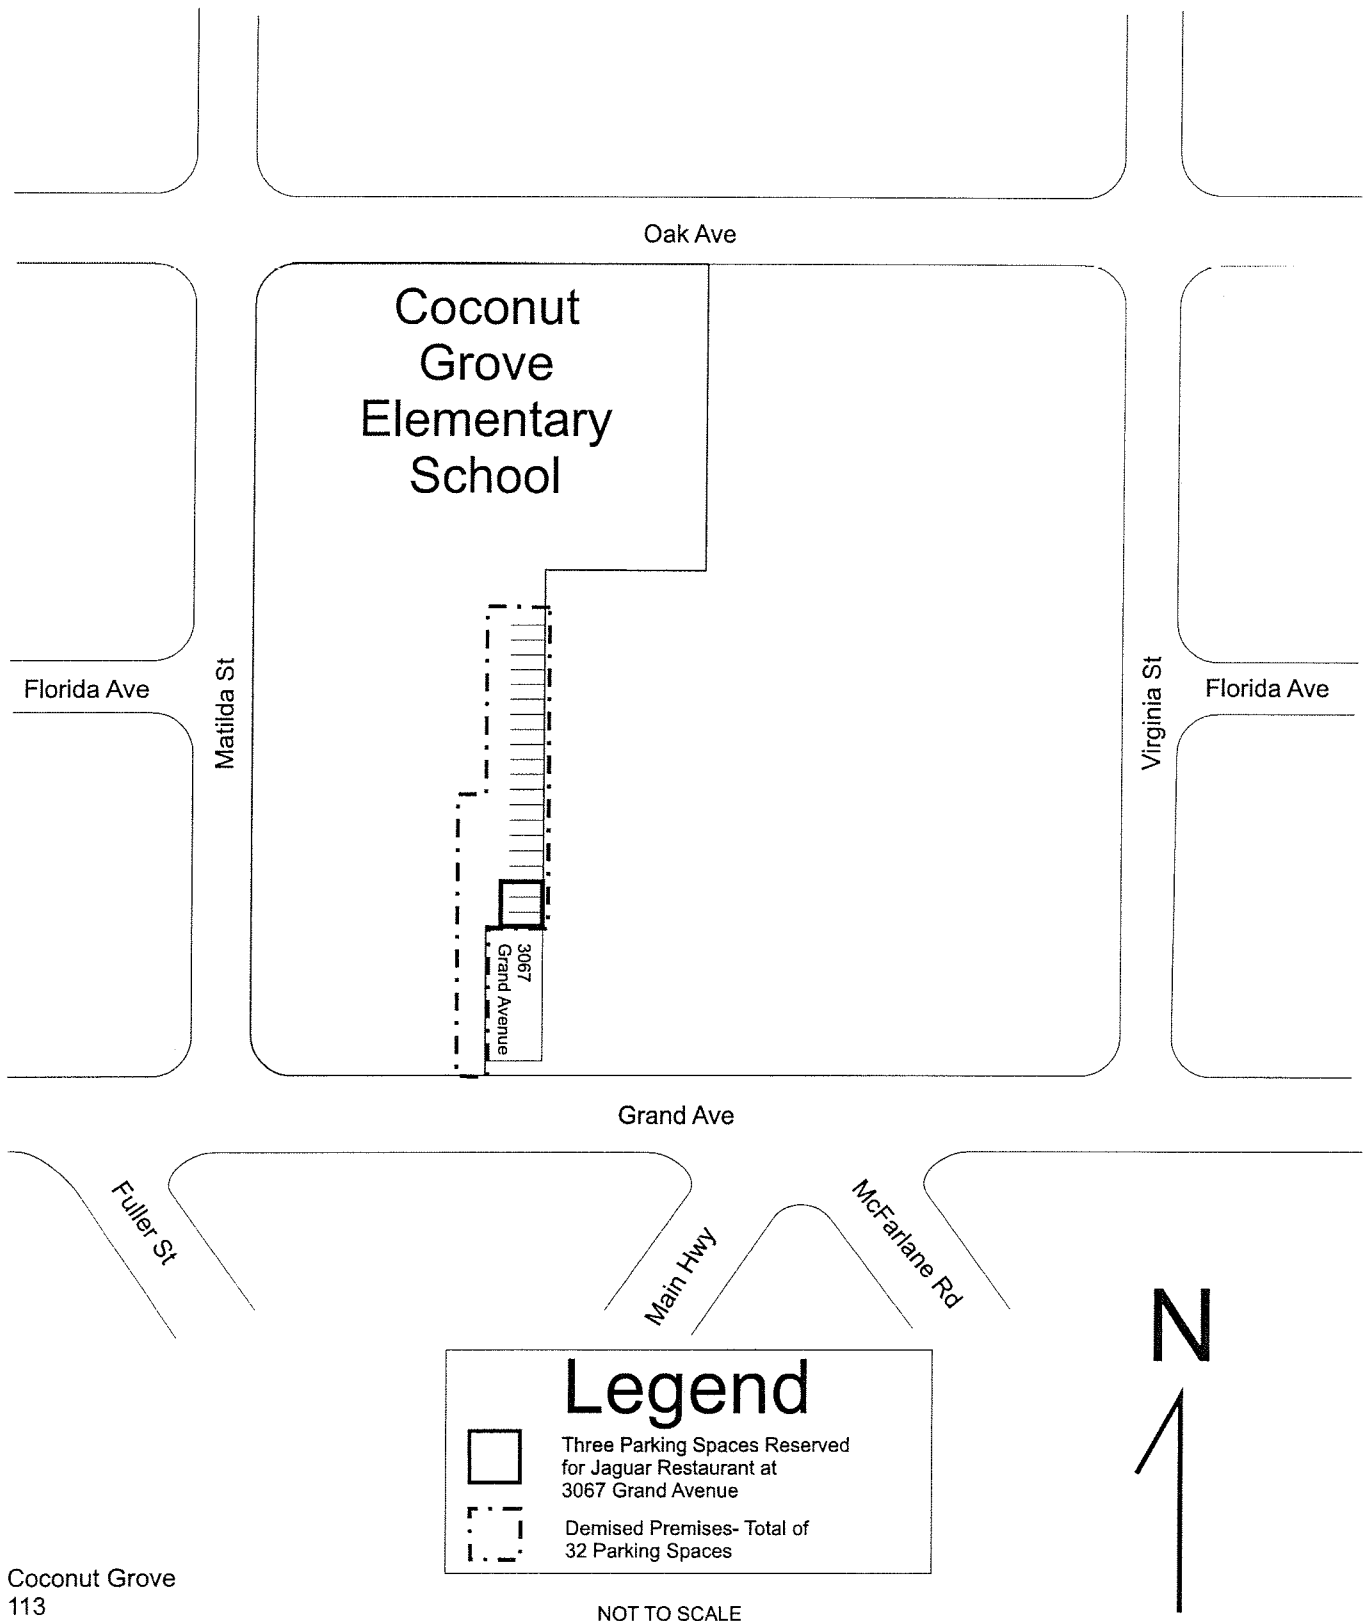 Oak Ave
Coconut
Grove
Elementary
School
Florida Ave
Matilda St
Virginia St
Florida Ave
3067
Grand Avenue
Grand Ave
Fuller St
Main Hwy
McFarlane Rd
N
Legend
Three Parking Spaces Reserved
for Jaguar Restaurant at
3067 Grand Avenue
Demised Premises- Total of
32 Parking Spaces
Coconut Grove
113
NOT TO SCALE